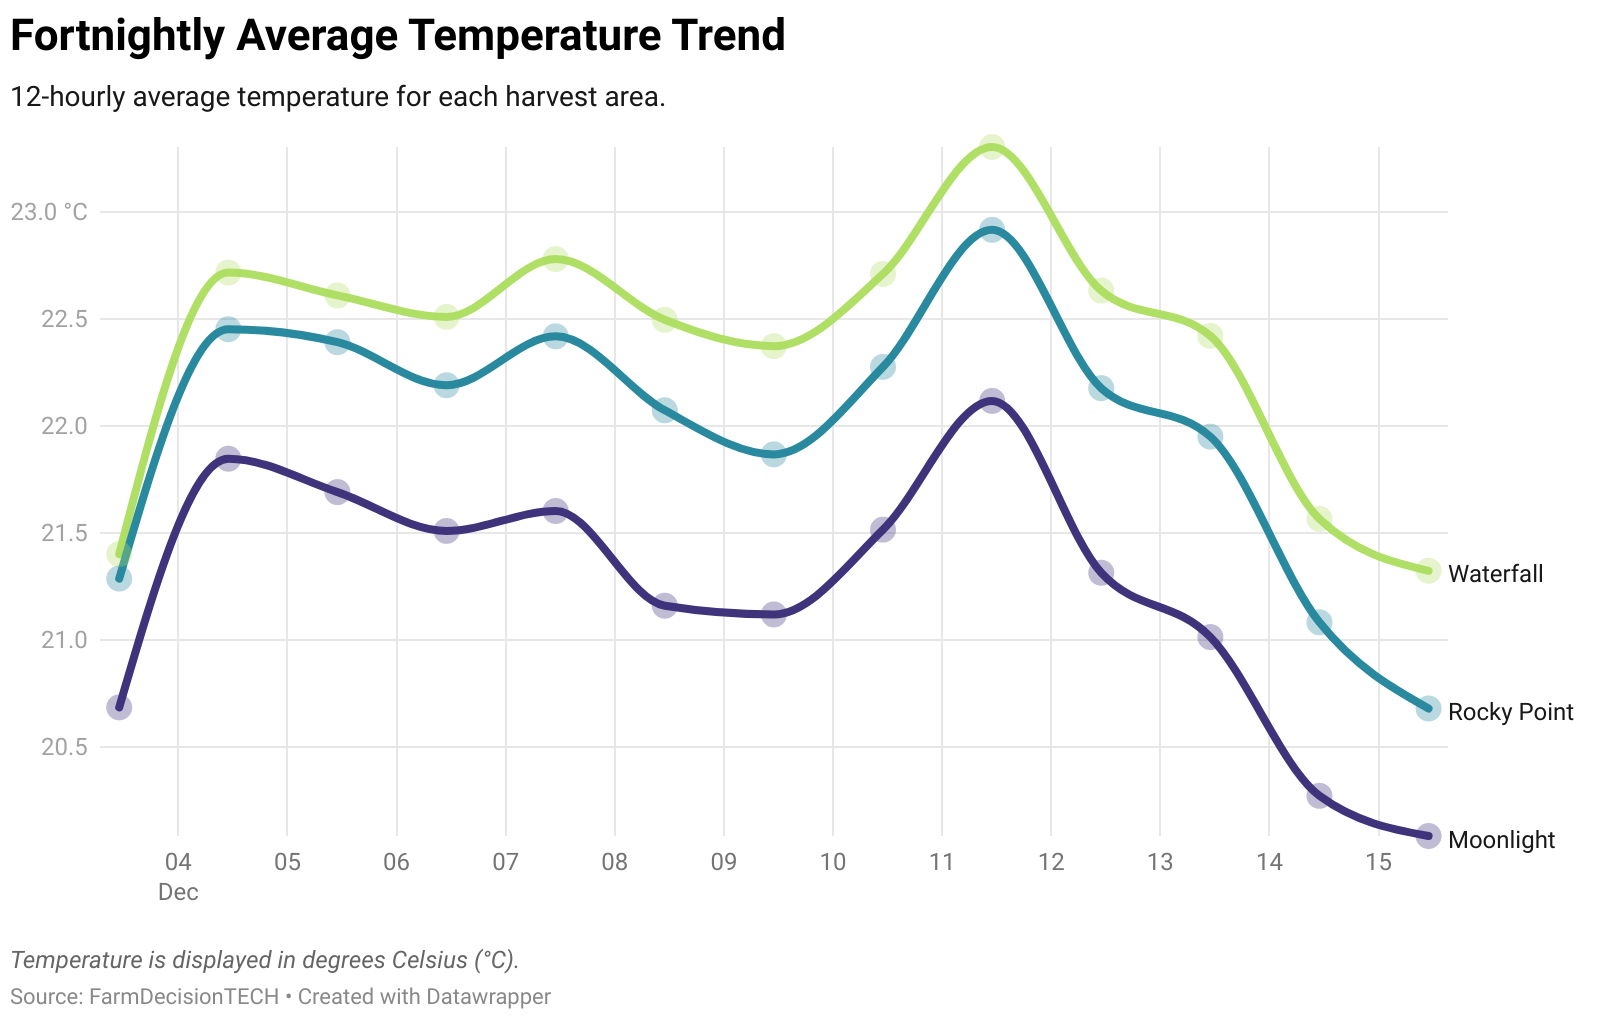 Fortnightly Average Temperature Trend
12-hourly average temperature for each harvest area.
23.0 °C
22.5
22.0
21.5
Waterfall
21.0
Rocky Point
20.5
Moonlight
04 05 06 07 08 09 10 11 12 13 14 15
Dec
Temperature is displayed in degrees Celsius (°C).
Source: FarmDecisionTECH • Created with Datawrapper